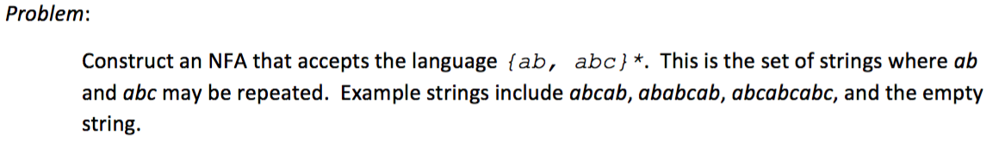 Problem:
Construct an NFA that accepts the language {ab, abc}*. This is the set of strings where ab
and abc may be repeated. Example strings include abcab, ababcab, abcabcabc, and the empty
string.